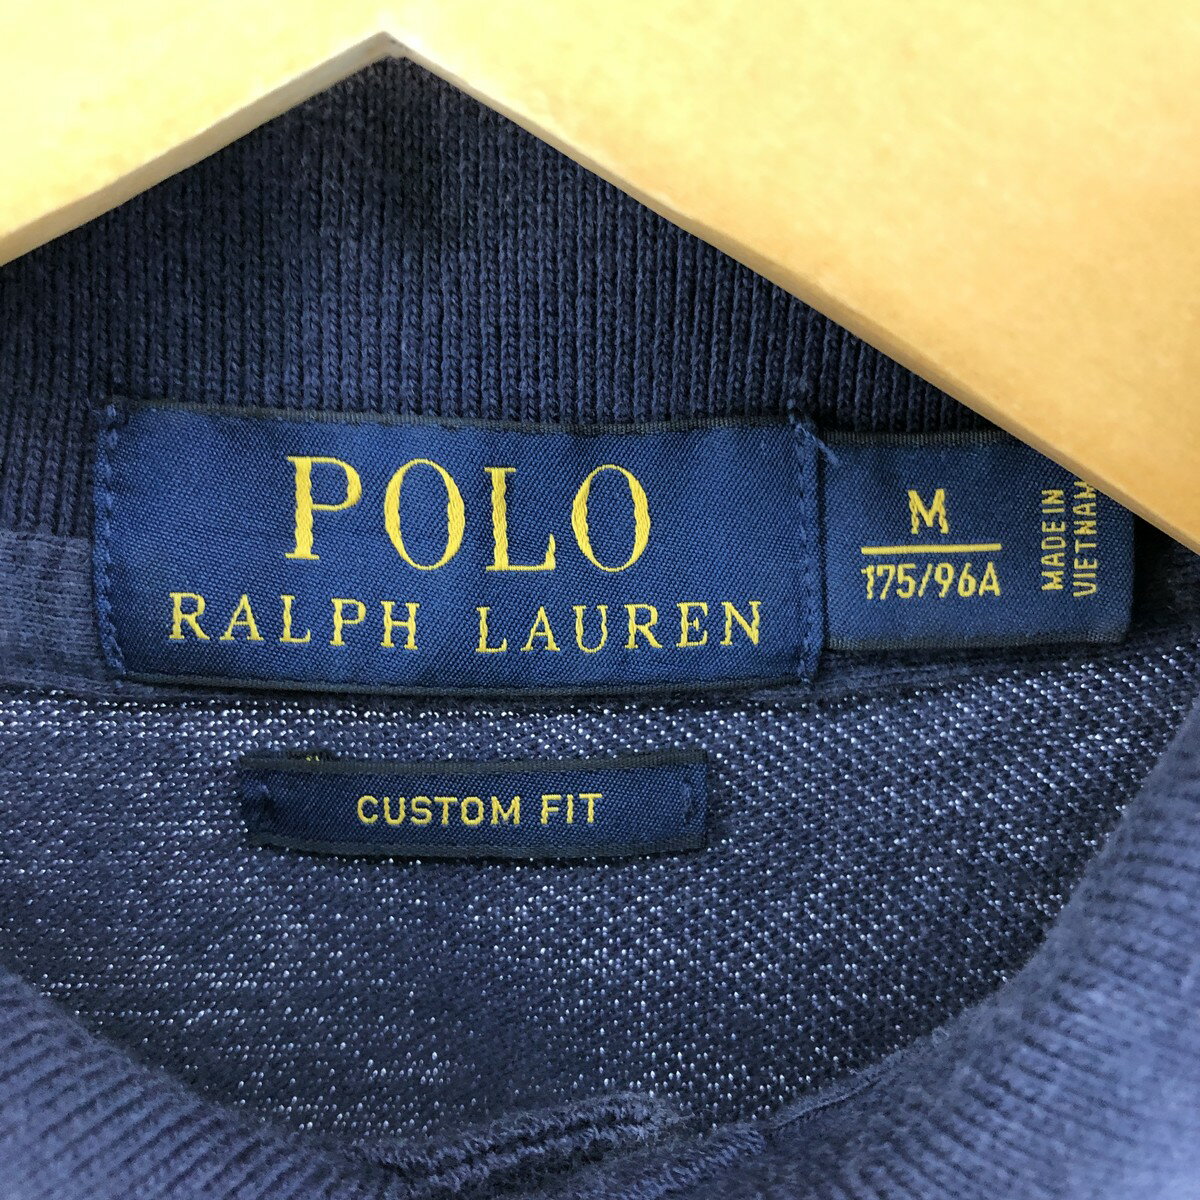 POLO
RALPH LAUREN
M
175/96A
MADE IN
VIETNAM
CUSTOM FIT